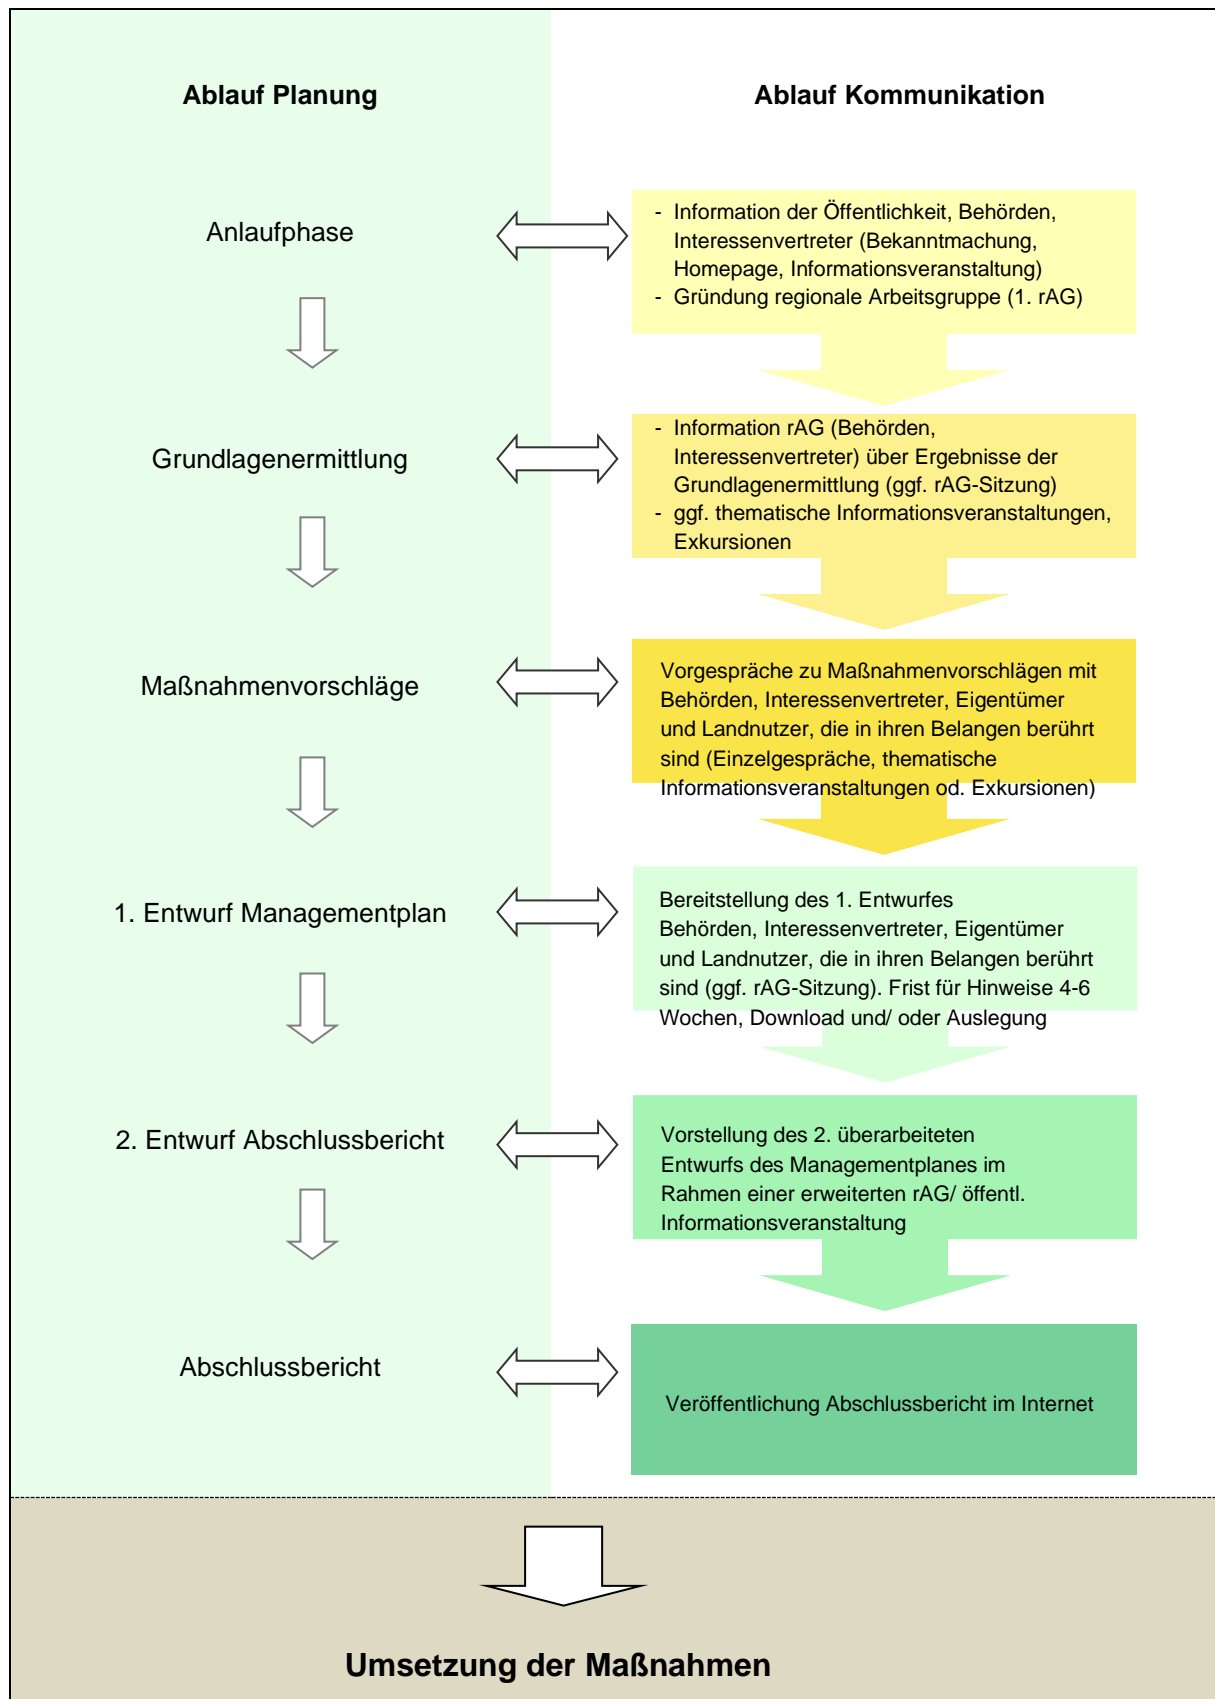 Ablauf Planung
Ablauf Kommunikation
Anlaufphase
- Information der Öffentlichkeit, Behörden,
Interessenvertreter (Bekanntmachung,
Homepage, Informationsveranstaltung)
- Gründung regionale Arbeitsgruppe (1. rAG)
Grundlagenermittlung
- Information rAG (Behörden,
Interessenvertreter) über Ergebnisse der
Grundlagenermittlung (ggf. rAG-Sitzung)
- ggf. thematische Informationsveranstaltungen,
Exkursionen
Maßnahmenvorschläge
Vorgespräche zu Maßnahmenvorschlägen mit
Behörden, Interessenvertreter, Eigentümer
und Landnutzer, die in ihren Belangen berührt
sind (Einzelgespräche, thematische
Informationsveranstaltungen od. Exkursionen)
1. Entwurf Managementplan
Bereitstellung des 1. Entwurfes
Behörden, Interessenvertreter, Eigentümer
und Landnutzer, die in ihren Belangen berührt
sind (ggf. rAG-Sitzung). Frist für Hinweise 4-6
Wochen, Download und/ oder Auslegung
2. Entwurf Abschlussbericht
Vorstellung des 2. überarbeiteten
Entwurfs des Managementplanes im
Rahmen einer erweiterten rAG/ öffentl.
Informationsveranstaltung
Abschlussbericht
Veröffentlichung Abschlussbericht im Internet
Umsetzung der Maßnahmen